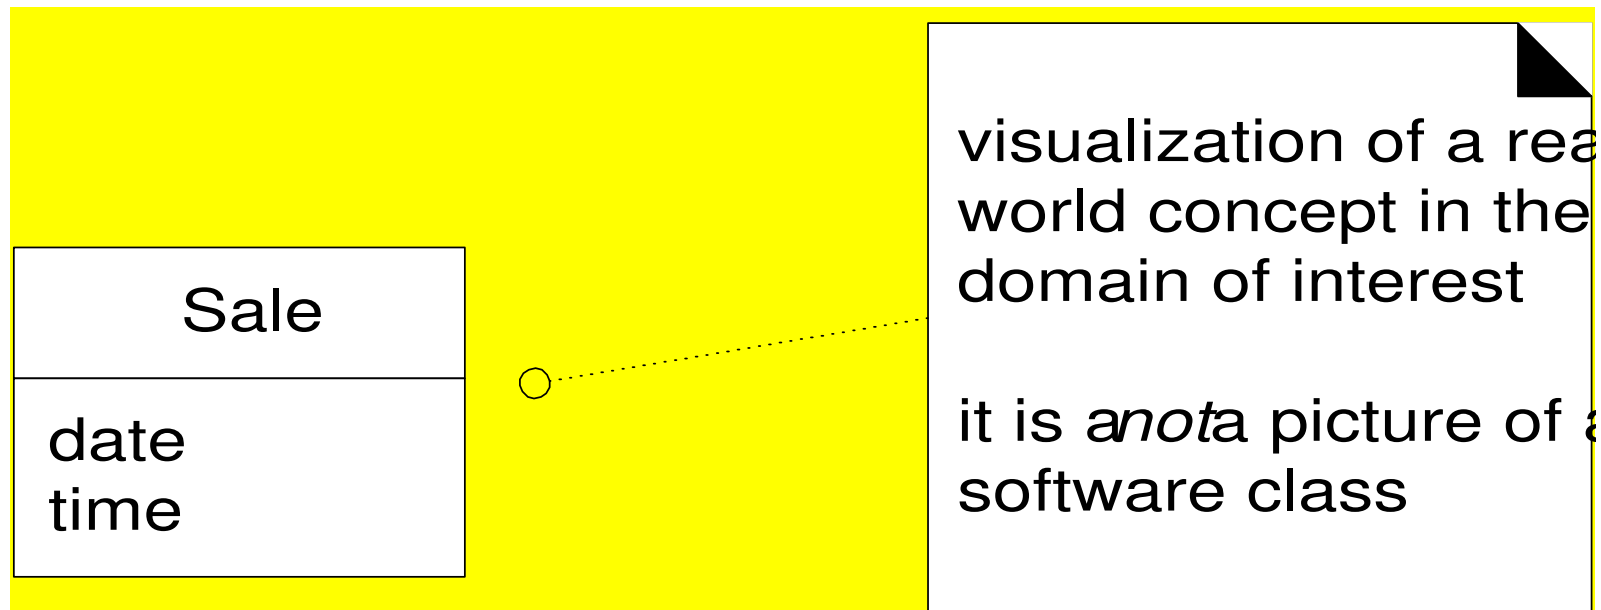 Sale
date
time
visualization of a rea
world concept in the
domain of interest
it is a not a picture of a
software class